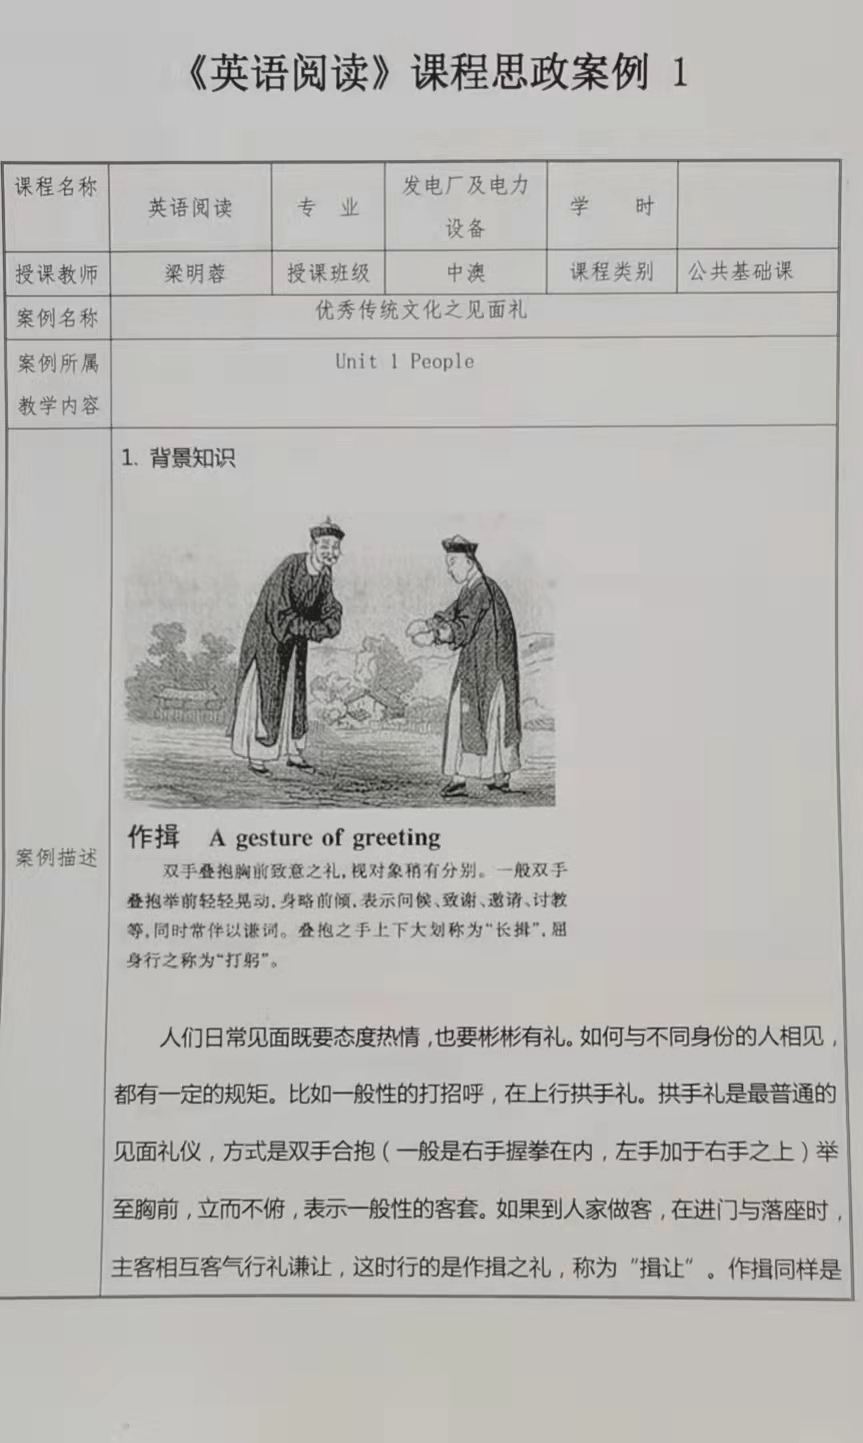 《英语阅读》课程思政案例 1
课程名称 英语阅读 专 业 发电厂及电力设备 学 时
授课教师 梁明蓉 授课班级 中澳 课程类别 公共基础课
案例名称 优秀传统文化之见面礼
案例所属教学内容 Unit 1 People
案例描述
1. 背景知识
作揖 A gesture of greeting
双手叠抱胸前致意之礼,视对象稍有分别。一般双手
叠抱举前轻轻晃动,身略前倾,表示问候、致谢、邀请、讨教
等,同时常伴以谦词。叠抱之手上下大划称为“长揖”,屈
身行之称为“打躬”。
人们日常见面既要态度热情,也要彬彬有礼。如何与不同身份的人相见,
都有一定的规矩。比如一般性的打招呼,在上行拱手礼。拱手礼是最普通的
见面礼仪,方式是双手合抱(一般是右手握拳在内,左手加于右手之上)举
至胸前,立而不俯,表示一般性的客套。如果到人家做客,在进门与落座时,
主客相互客气行礼谦让,这时行的是作揖之礼,称为“揖让”。作揖同样是